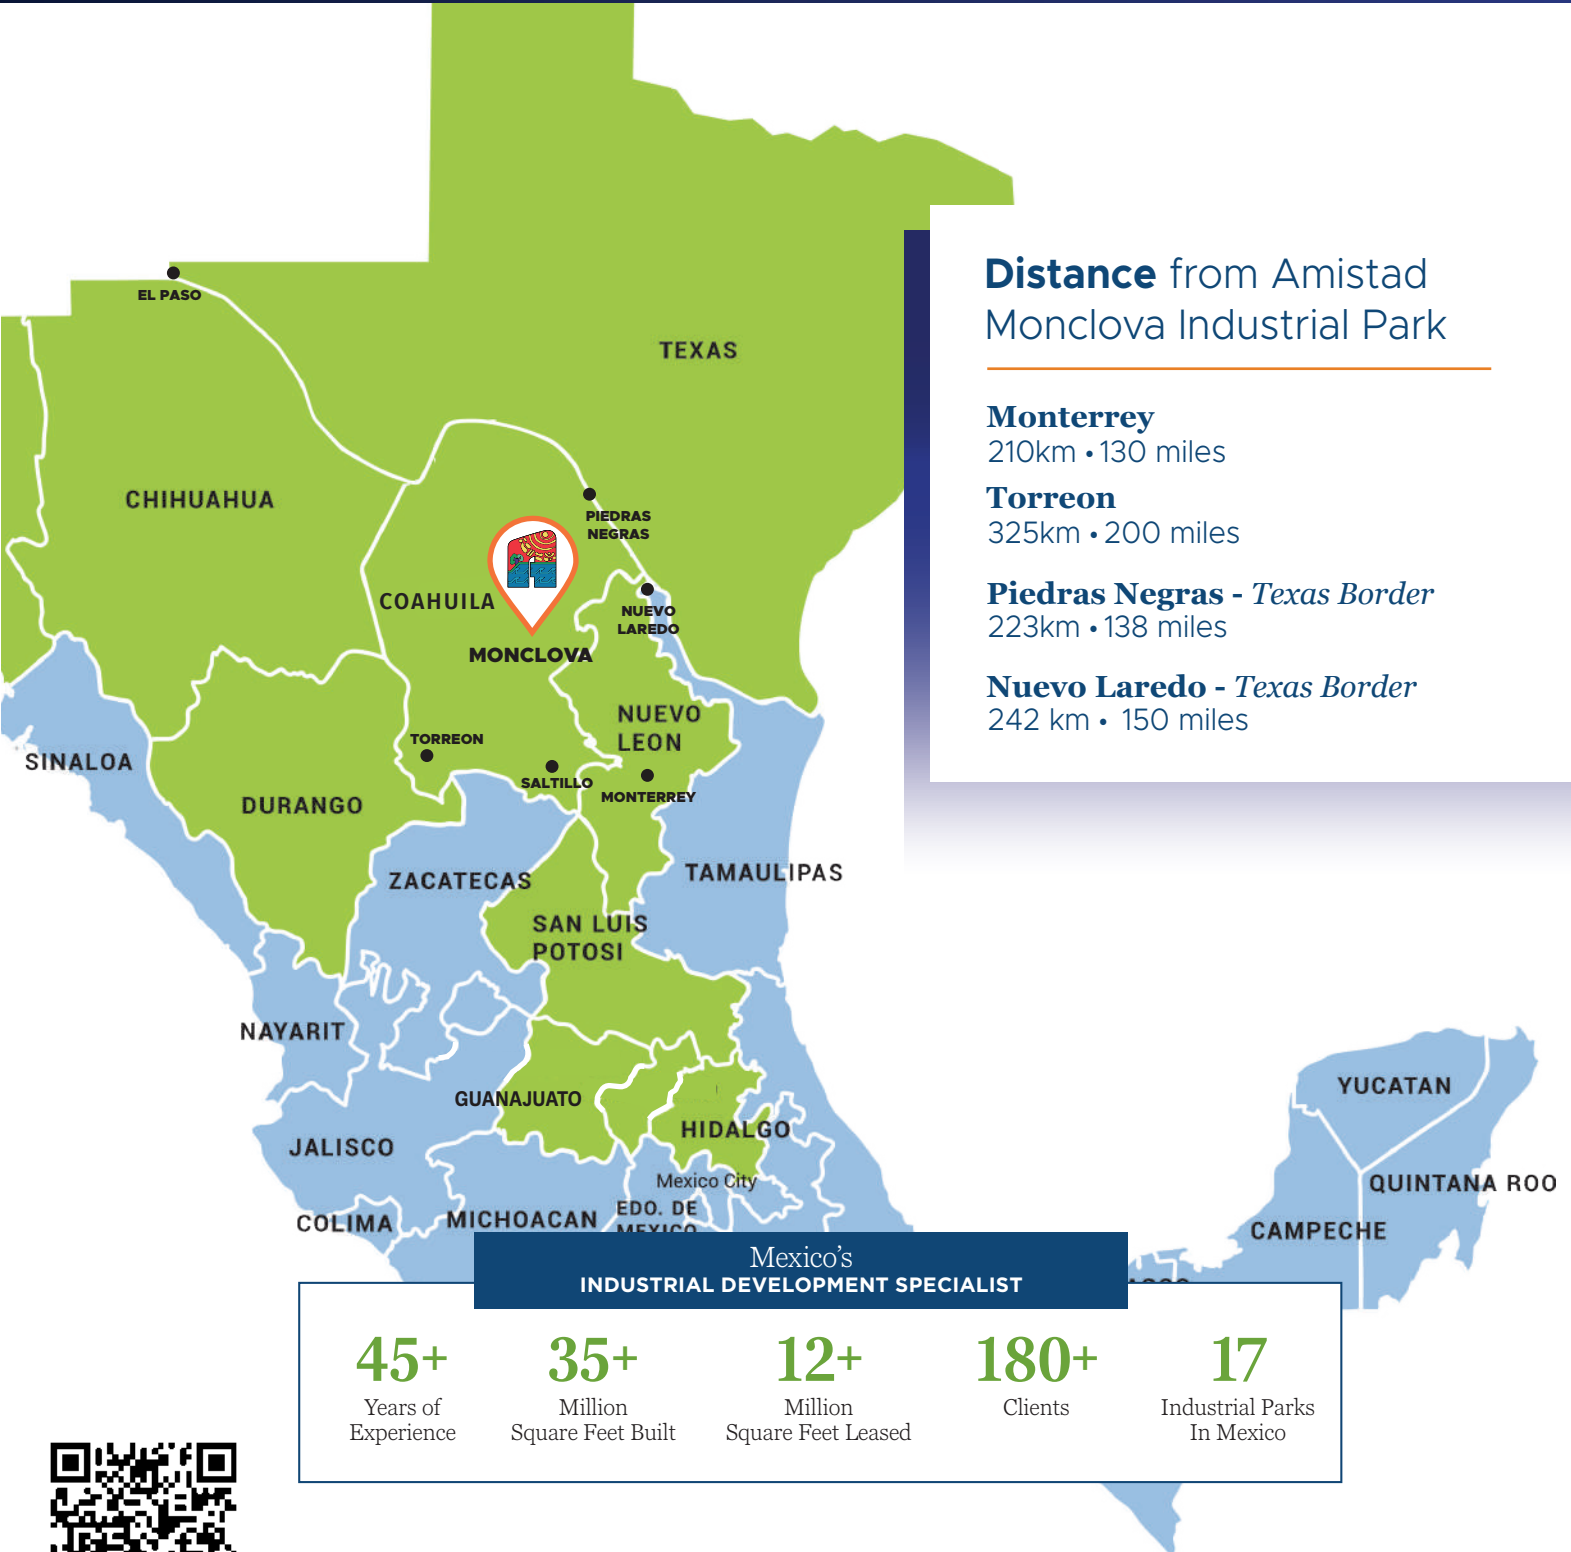 EL PASO
TEXAS
Distance from Amistad
Monclova Industrial Park
Monterrey
210km • 130 miles
Torreon
325km • 200 miles
Piedras Negras - Texas Border
223km • 138 miles
Nuevo Laredo - Texas Border
242 km • 150 miles
CHIHUAHUA
PIEDRAS
NEGRAS
COAHUILA
NUEVO
LAREDO
MONCLOVA
NUEVO
LEON
TORREON
SINALOA
SALTILLO
MONTERREY
DURANGO
ZACATECAS
TAMAULIPAS
SAN LUIS
POTOSI
NAYARIT
GUANAJUATO
YUCATAN
HIDALGO
JALISCO
Mexico City
QUINTANA ROO
EDO. DE
MEXICO
COLIMA
MICHOACAN
CAMPECHE
Mexico's
INDUSTRIAL DEVELOPMENT SPECIALIST
45+
Years of
Experience
35+
Million
Square Feet Built
12+
Million
Square Feet Leased
180+
Clients
17
Industrial Parks
In Mexico